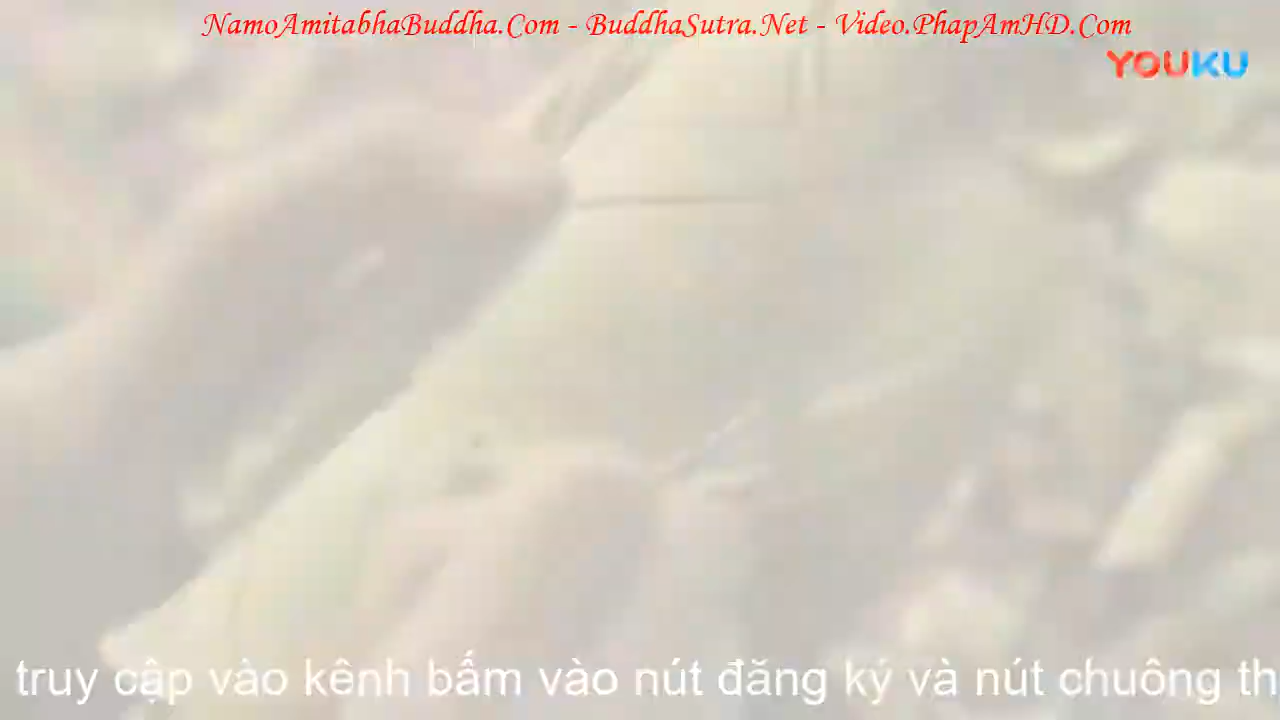 NamoAmitabhaBuddha.Com - BuddhaSutra.Net - Video.PhapAmHD.Com
YOUKU
truy cập vào kênh bấm vào nút đăng ký và nút chuông th